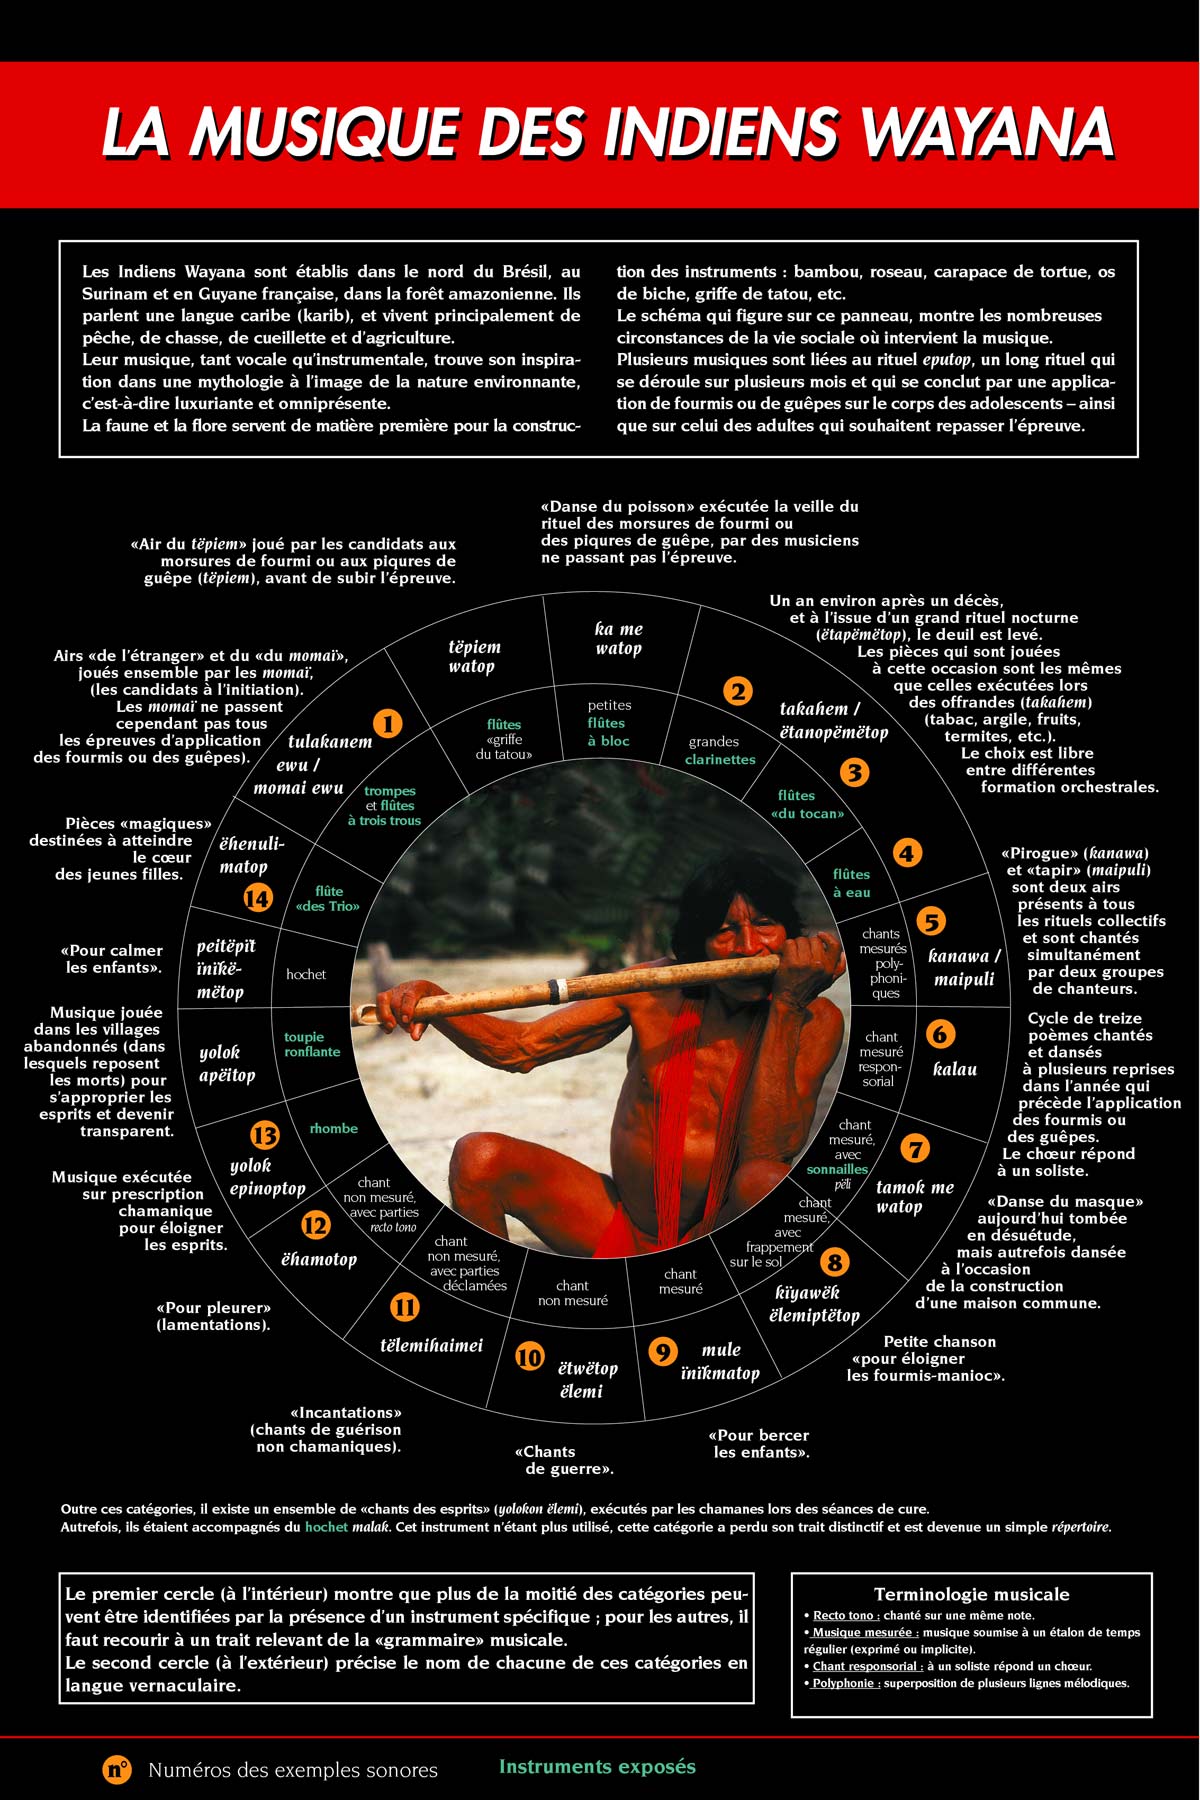 LA MUSIQUE DES INDIENS WAYANA
Les Indiens Wayana sont établis dans le nord du Brésil, au
Surinam et en Guyane française, dans la forêt amazonienne. Ils
parlent une langue caribe (karib), et vivent principalement de
pêche, de chasse, de cueillette et d'agriculture.
Leur musique, tant vocale qu'instrumentale, trouve son inspira-
tion dans une mythologie à l'image de la nature environnante,
c'est-à-dire luxuriante et omniprésente.
La faune et la flore servent de matière première pour la construc-
tion des instruments : bambou, roseau, carapace de tortue, os
de biche, griffe de tatou, etc.
Le schéma qui figure sur ce panneau, montre les nombreuses
circonstances de la vie sociale où intervient la musique.
Plusieurs musiques sont liées au rituel eputop, un long rituel qui
se déroule sur plusieurs mois et qui se conclut par une applica-
tion de fourmis ou de guêpes sur le corps des adolescents – ainsi
que sur celui des adultes qui souhaitent repasser l'épreuve.
«Air du tëpiem» joué par les candidats aux
morsures de fourmi ou aux piqures de
guêpe (tëpiem), avant de subir l'épreuve.
tëpiem
watop
flûtes
«griffe
du tatou»
«Danse du poisson» exécutée la veille du
rituel des morsures de fourmi ou
des piqures de guêpe, par des musiciens
ne passant pas l'épreuve.
ka me
watop
petites
flûtes
à bloc
Un an environ après un décès,
et à l'issue d'un grand rituel nocturne
(ëtapëmëtop), le deuil est levé.
Les pièces qui sont jouées
à cette occasion sont les mêmes
que celles exécutées lors
des offrandes (takahem)
(tabac, argile, fruits,
termites, etc.).
Le choix est libre
entre différentes
formation orchestrales.
2
takahem /
ëtanopëmëtop
3
4
grandes
clarinettes
flûtes
«du tocan»
flûtes
à eau
«Pirogue» (kanawa)
et «tapir» (maipuli)
sont deux airs
présents à tous
les rituels collectifs
et sont chantés
simultanément
par deux groupes
de chanteurs.
5
kanawa /
maipuli
chants
mesurés
poly-
phoni-
ques
Cycle de treize
poèmes chantés
et dansés
à plusieurs reprises
dans l'année qui
précède l'application
des fourmis ou
des guêpes.
Le chœur répond
à un soliste.
6
kalau
chant
mesuré
respon-
sorial
«Danse du masque»
aujourd'hui tombée
en désuétude,
mais autrefois dansée
à l'occasion
de la construction
d'une maison commune.
7
tamok me
watop
chant
mesuré,
avec
sonnailles
pëli
Petite chanson
«pour éloigner
les fourmis-manioc».
8
kïyawëk
ëlemiptëtop
chant
mesuré,
avec
frappement
sur le sol
«Pour bercer
les enfants».
9
mule
ïnïkmatop
chant
mesuré
«Chants
de guerre».
10
ëtwëtop
ëlemi
chant
non mesuré
«Incantations»
(chants de guérison
non chamaniques).
11
tëlemihaimei
chant
non mesuré,
avec parties
déclamées
«Pour pleurer»
(lamentations).
12
ëhamotop
chant
non mesuré,
avec parties
recto tono
Musique exécutée
sur prescription
chamanique
pour éloigner
les esprits.
13
yolok
epinoptop
rhombe
Musique jouée
dans les villages
abandonnés (dans
lesquels reposent
les morts) pour
s'approprier les
esprits et devenir
transparent.
yolok
apëitop
toupie
ronflante
«Pour calmer
les enfants».
peitëpït
ïnïkë-
mëtop
hochet
Pièces «magiques»
destinées à atteindre
le cœur
des jeunes filles.
ëhenuli-
matop
14
flûte
«des Trio»
Airs «de l'étranger» et du «du momaï»,
joués ensemble par les momaï,
(les candidats à l'initiation).
Les momaï ne passent
cependant pas tous
les épreuves d'application
des fourmis ou des guêpes).
1
tulakanem
ewu /
momai ewu
trompes
et flûtes
à trois trous
Outre ces catégories, il existe un ensemble de «chants des esprits» (yolokon ëlemi), exécutés par les chamanes lors des séances de cure.
Autrefois, ils étaient accompagnés du hochet malak. Cet instrument n'étant plus utilisé, cette catégorie a perdu son trait distinctif et est devenue un simple répertoire.
Le premier cercle (à l'intérieur) montre que plus de la moitié des catégories peu-
vent être identifiées par la présence d'un instrument spécifique ; pour les autres, il
faut recourir à un trait relevant de la «grammaire» musicale.
Le second cercle (à l'extérieur) précise le nom de chacune de ces catégories en
langue vernaculaire.
Terminologie musicale
• Recto tono : chanté sur une même note.
• Musique mesurée : musique soumise à un étalon de temps
régulier (exprimé ou implicite).
• Chant responsorial : à un soliste répond un chœur.
• Polyphonie : superposition de plusieurs lignes mélodiques.
n° Numéros des exemples sonores
Instruments exposés